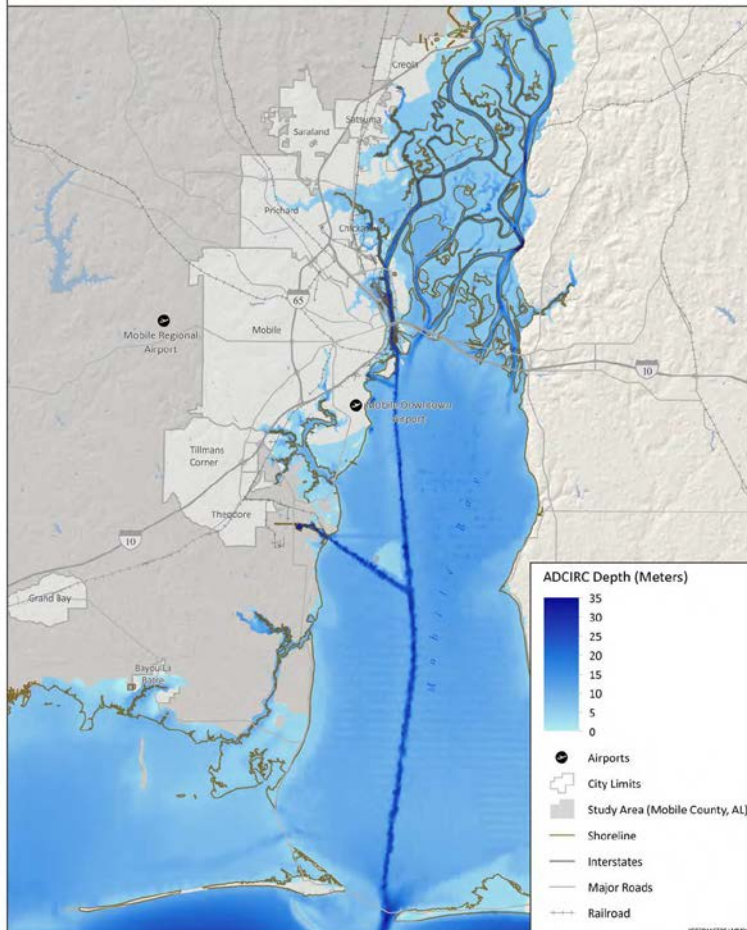 Creola
Satsuma
Saraland
Prichard
65
Mobile
Mobile Regional
Airport
10
Mobile Downtown
Airport
Tillmans
Corner
Theodore
10
Mobile Bay
Grand Bay
Bayou La
Batre
ADCIRC Depth (Meters)
35
30
25
20
15
10
5
0
Airports
City Limits
Study Area (Mobile County, AL)
Shoreline
Interstates
Major Roads
Railroad